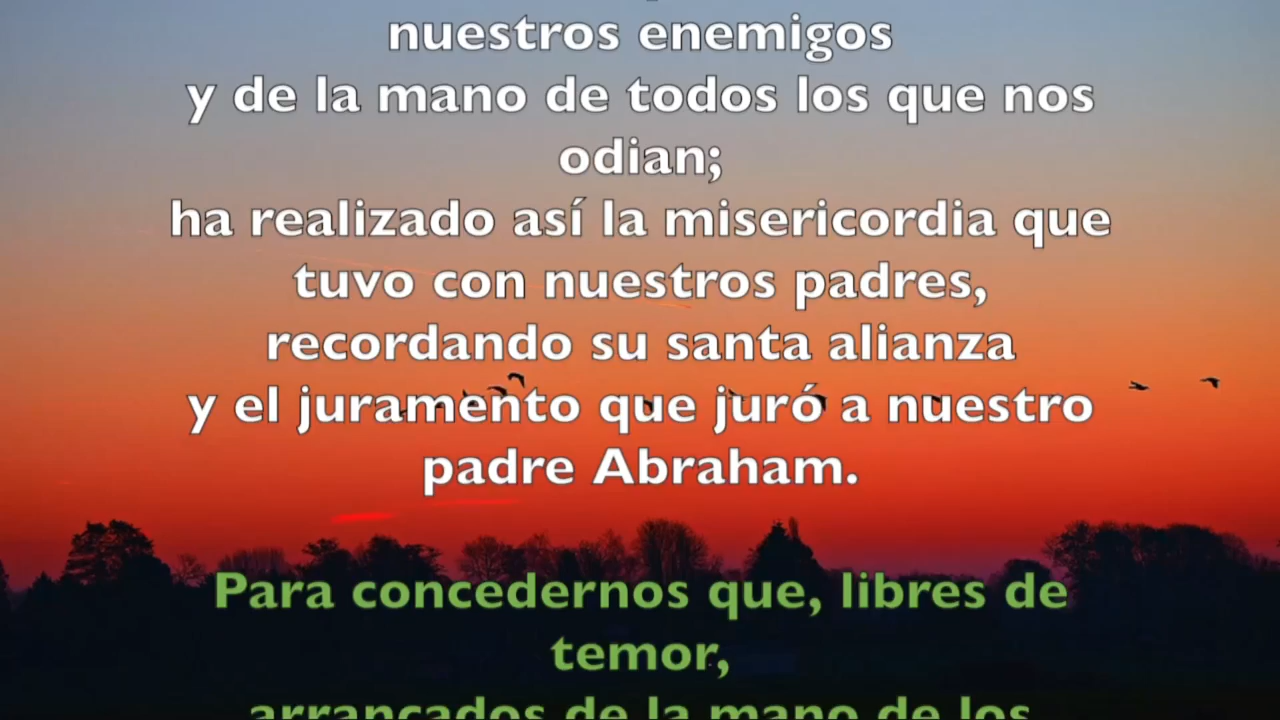 nuestros enemigos
y de la mano de todos los que nos
odian;
ha realizado así la misericordia que
tuvo con nuestros padres,
recordando su santa alianza
y el juramento que juró a nuestro
padre Abraham.
Para concedernos que, libres de
temor,
arrancados de la mano de los